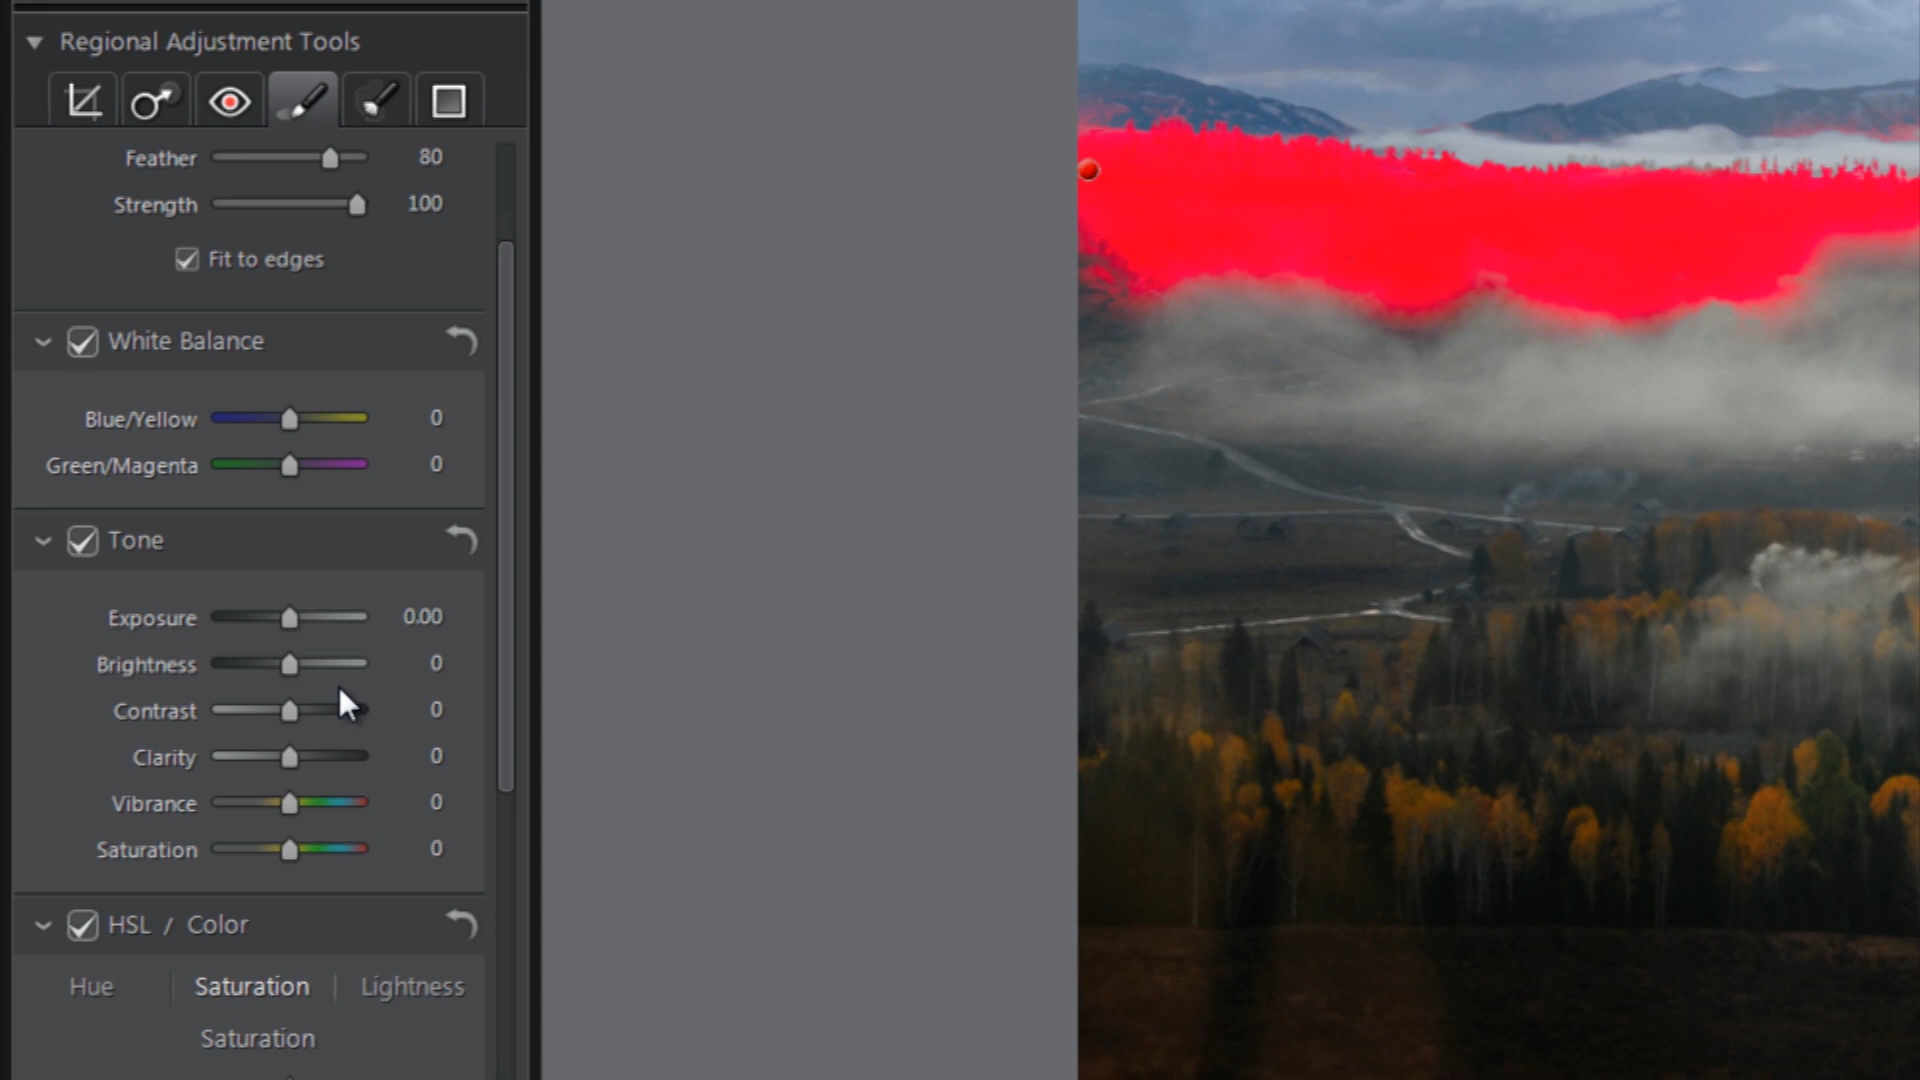 Regional Adjustment Tools
Feather 80
Strength 100
Fit to edges
White Balance
Blue/Yellow 0
Green/Magenta 0
Tone
Exposure 0.00
Brightness 0
Contrast 0
Clarity 0
Vibrance 0
Saturation 0
HSL / Color
Hue | Saturation | Lightness
Saturation